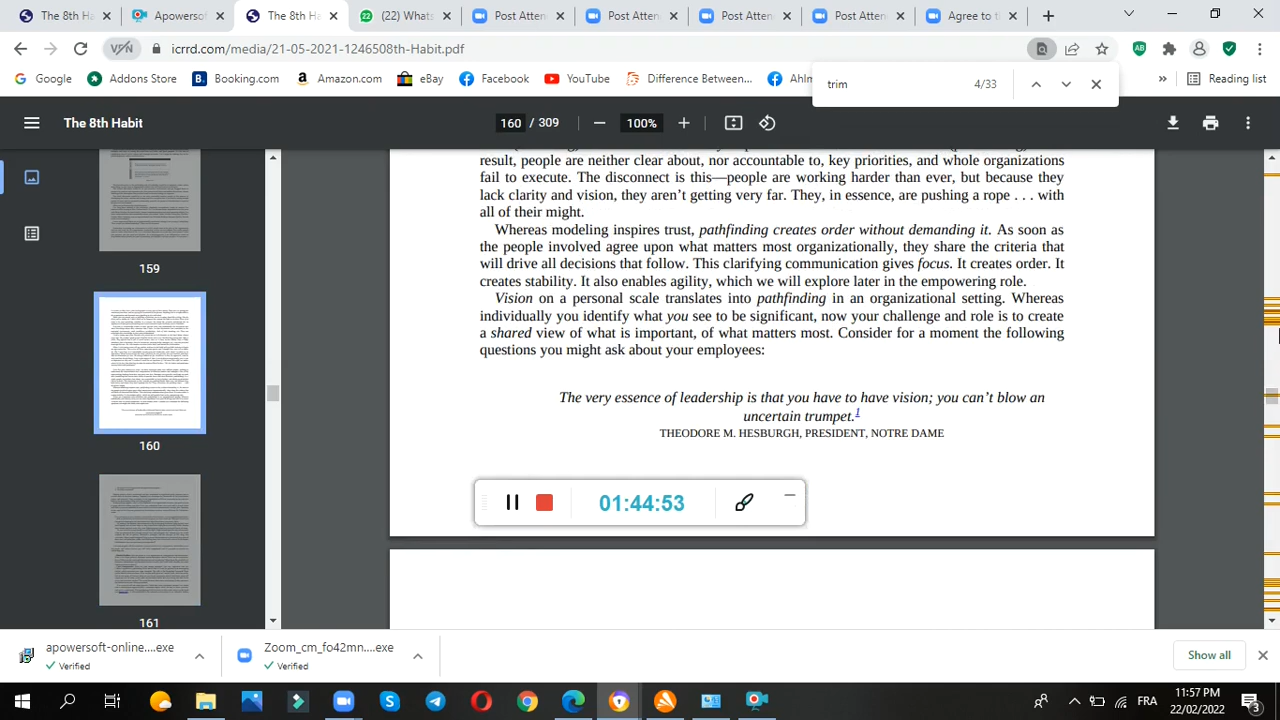 The 8th H
Apowersoft
The 8th H
(22) Whats
Post Atten
Post Atten
Post Atten
Post Atten
Agree to t
icrrd.com/media/21-05-2021-1246508th-Habit.pdf
Google
Addons Store
Booking.com
Amazon.com
eBay
Facebook
YouTube
Difference Between...
Ahlm
Reading list
trim
4/33
The 8th Habit
160 / 309
100%
159
160
161
result, people are neither clear about, nor accountable to, key priorities, and whole organizations
fail to execute. The disconnect is this—people are working harder than ever, but because they
lack clarity and vision, they aren't getting very far. They, in essence, are pushing a rope . . . with
all of their might.
Whereas modeling inspires trust, pathfinding creates order without demanding it. As soon as
the people involved agree upon what matters most organizationally, they share the criteria that
will drive all decisions that follow. This clarifying communication gives focus. It creates order. It
creates stability. It also enables agility, which we will explore later in the empowering role.
Vision on a personal scale translates into pathfinding in an organizational setting. Whereas
individually you identify what you see to be significant, now your challenge and role is to create
a shared view of what is important, of what matters most. Consider for a moment the following
questions you might ask about your employees:
The very essence of leadership is that you have to have vision; you can't blow an
uncertain trumpet.1
THEODORE M. HESBURGH, PRESIDENT, NOTRE DAME
01:44:53
apowersoft-online....exe
Verified
Zoom_cm_fo42mn....exe
Verified
Show all
FRA
11:57 PM
22/02/2022
3